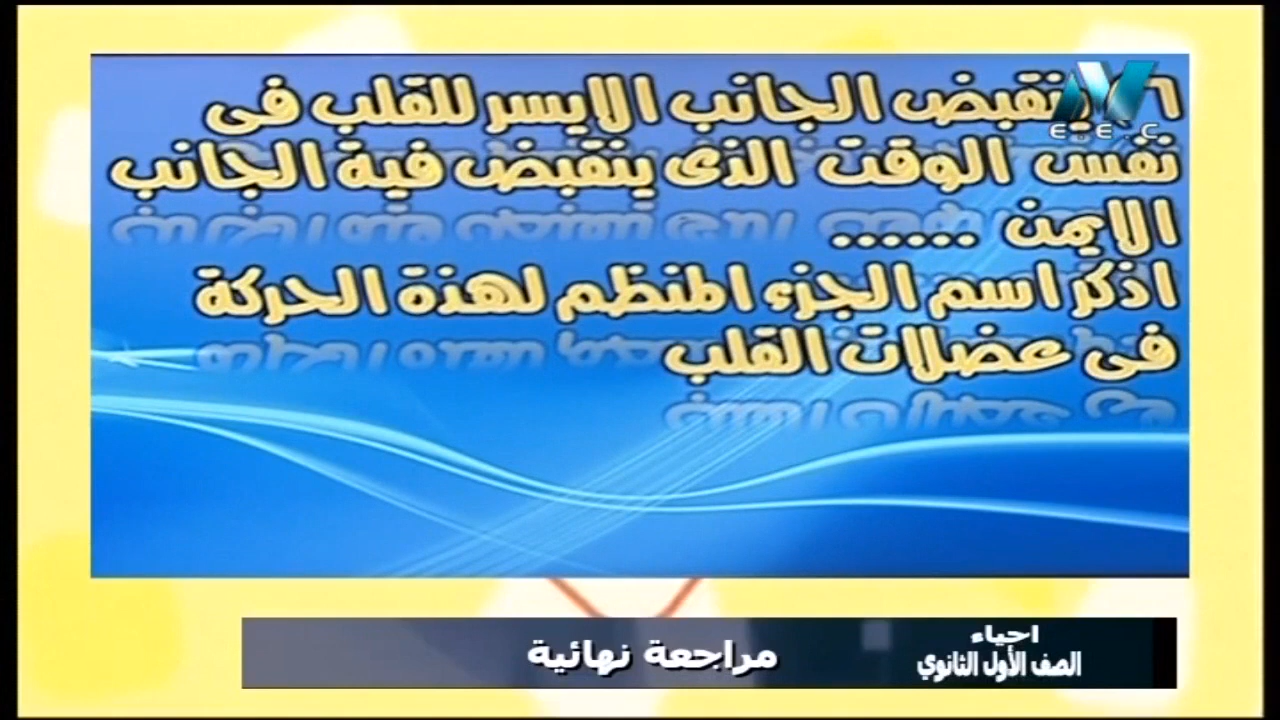 ٦ ينقبض الجانب الايسر للقلب فى
نفس الوقت الذى ينقبض فية الجانب
الايمن .......
اذكر اسم الجزء المنظم لهذة الحركة
فى عضلات القلب
احياء
الصف الأول الثانوي
مراجعة نهائية